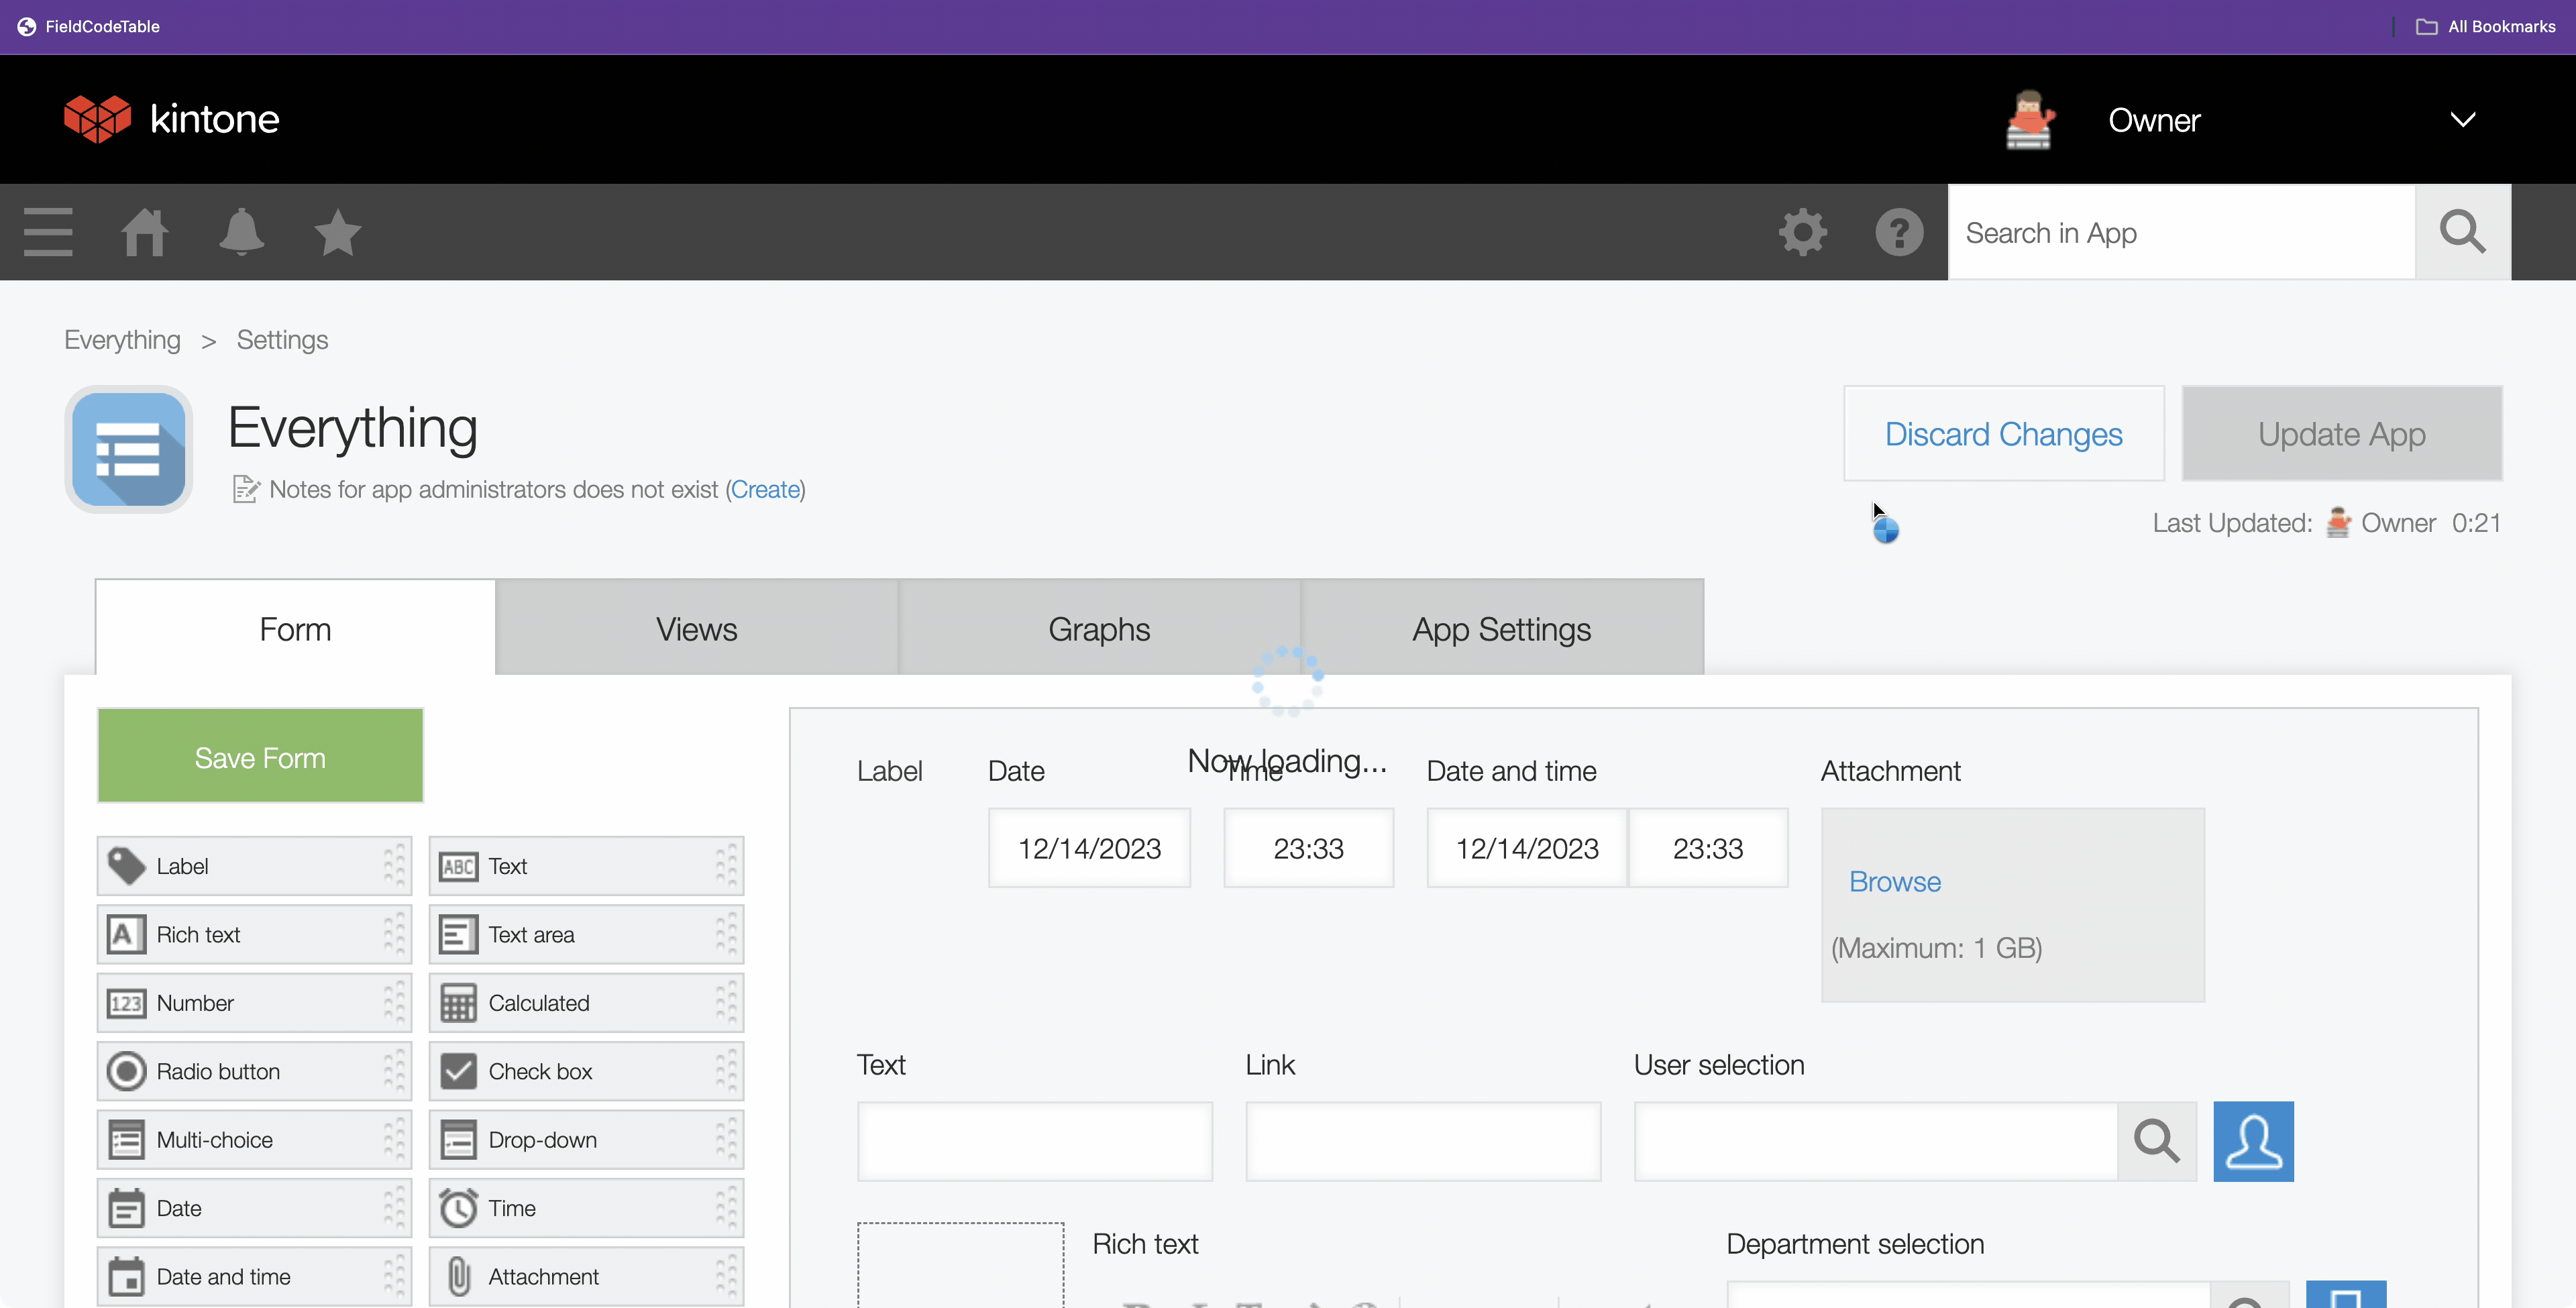 FieldCodeTable
All Bookmarks
kintone
Owner
Search in App
Everything > Settings
Everything
Notes for app administrators does not exist (Create)
Discard Changes
Update App
Last Updated: Owner 0:21
Form
Views
Graphs
App Settings
Save Form
Now loading...
Label
Date
Time
Date and time
Attachment
12/14/2023
23:33
12/14/2023
23:33
Browse
(Maximum: 1 GB)
Label
ABC Text
A Rich text
Text area
123 Number
Calculated
Radio button
Check box
Multi-choice
Drop-down
Date
Time
Date and time
Attachment
Text
Link
User selection
Rich text
Department selection